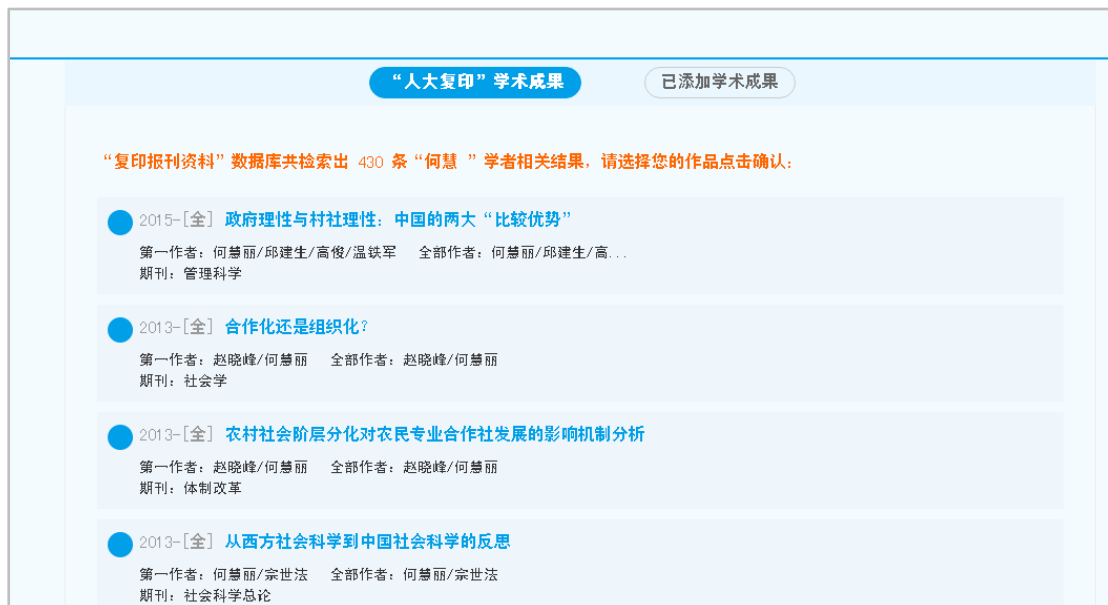 “人大复印”学术成果 已添加学术成果
“复印报刊资料”数据库共检索出 430 条“何慧 ”学者相关结果，请选择您的作品点击确认：
2015-[全] 政府理性与村社理性：中国的两大“比较优势”
第一作者：何慧丽/邱建生/高俊/温铁军 全部作者：何慧丽/邱建生/高...
期刊：管理科学
2013-[全] 合作化还是组织化?
第一作者：赵晓峰/何慧丽 全部作者：赵晓峰/何慧丽
期刊：社会学
2013-[全] 农村社会阶层分化对农民专业合作社发展的影响机制分析
第一作者：赵晓峰/何慧丽 全部作者：赵晓峰/何慧丽
期刊：体制改革
2013-[全] 从西方社会科学到中国社会科学的反思
第一作者：何慧丽/宗世法 全部作者：何慧丽/宗世法
期刊：社会科学总论